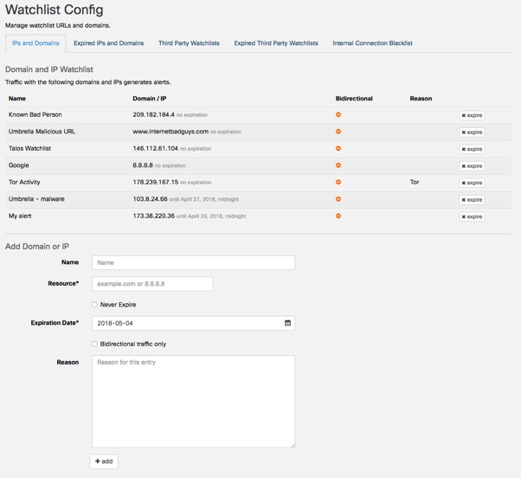 Watchlist Config
Manage watchlist URLs and domains.
IPs and Domains Expired IPs and Domains Third Party Watchlists Expired Third Party Watchlists Internal Connection Blacklist
Domain and IP Watchlist
Traffic with the following domains and IPs generates alerts.
Name Domain / IP Bidirectional Reason
Known Bad Person 209.182.184.4 no expiration expire
Umbrella Malicious URL www.internetbadguys.com no expiration expire
Talos Watchlist 146.112.61.104 no expiration expire
Google 8.8.8.8 no expiration expire
Tor Activity 178.239.167.15 no expiration Tor expire
Umbrella - malware 103.8.24.66 until April 27, 2018, midnight expire
My alert 173.38.220.36 until April 29, 2018, midnight expire
Add Domain or IP
Name Name
Resource* example.com or 8.8.8.8
Never Expire
Expiration Date* 2018-05-04
Bidirectional traffic only
Reason Reason for this entry
+ add